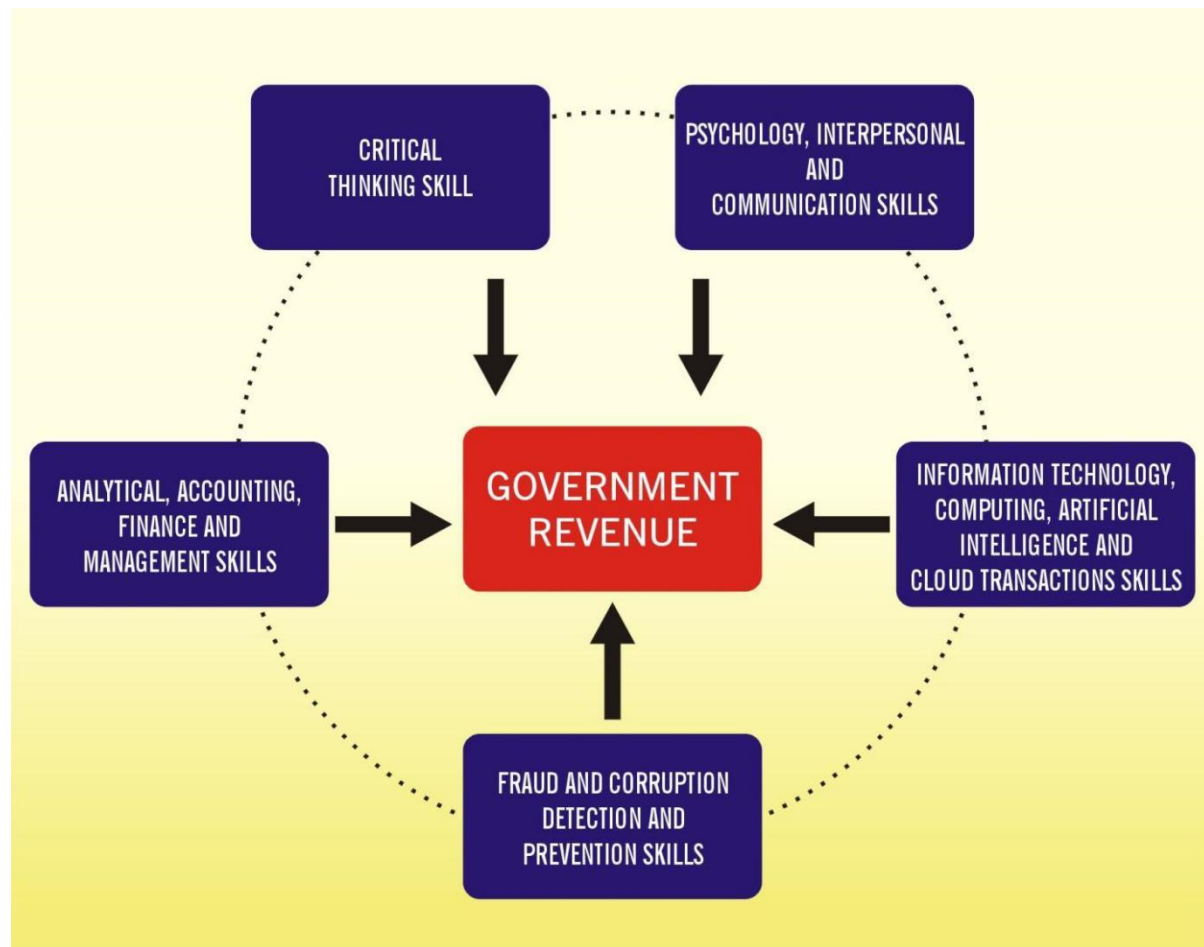 CRITICAL
THINKING SKILL
PSYCHOLOGY, INTERPERSONAL
AND
COMMUNICATION SKILLS
ANALYTICAL, ACCOUNTING,
FINANCE AND
MANAGEMENT SKILLS
GOVERNMENT
REVENUE
INFORMATION TECHNOLOGY,
COMPUTING, ARTIFICIAL
INTELLIGENCE AND
CLOUD TRANSACTIONS SKILLS
FRAUD AND CORRUPTION
DETECTION AND
PREVENTION SKILLS